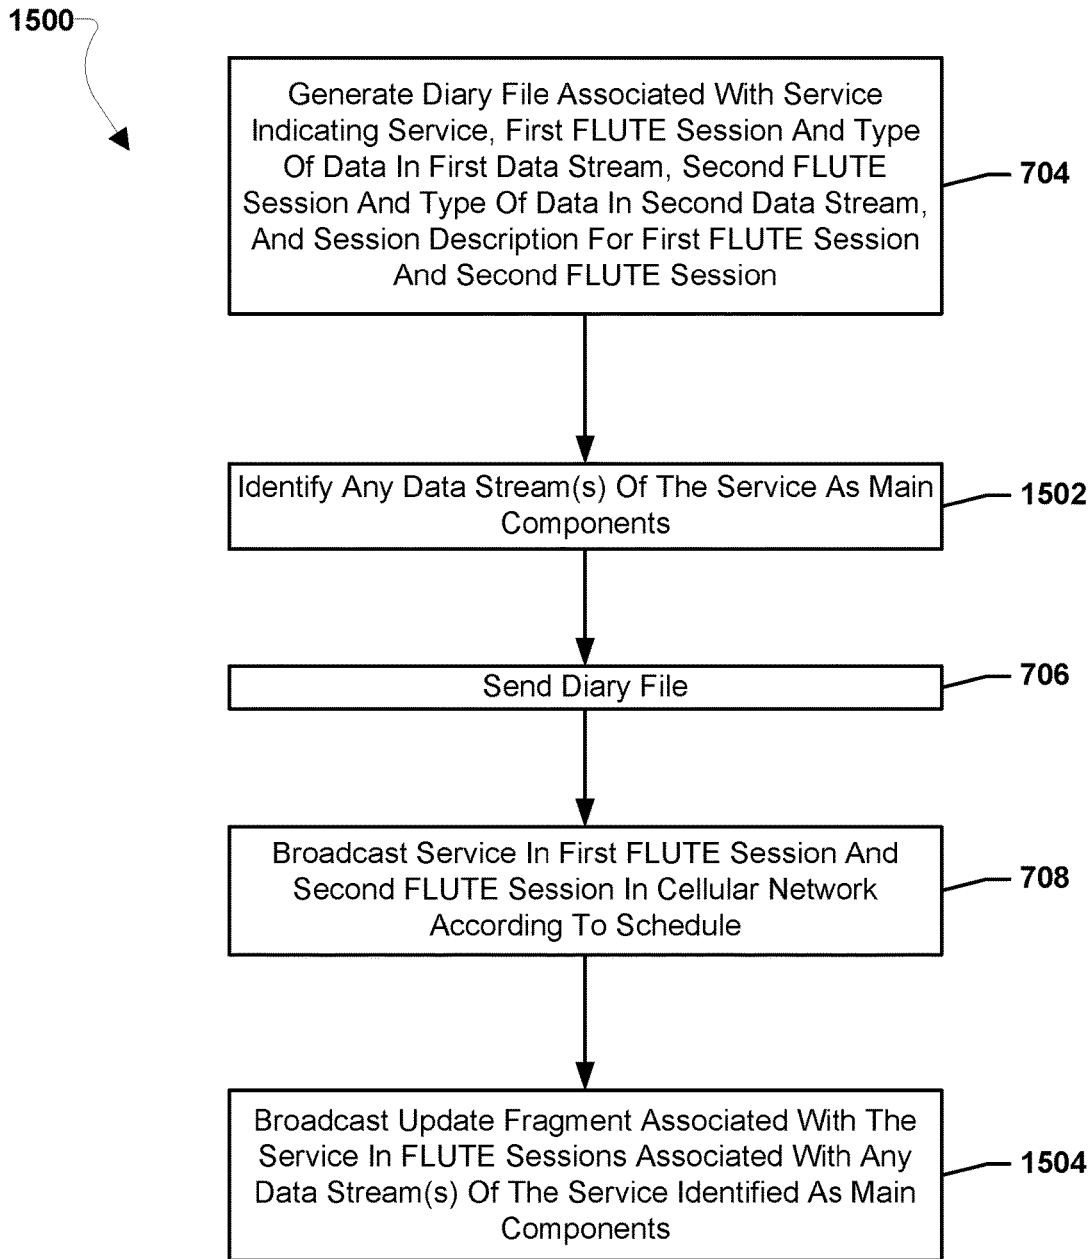 1500
Generate Diary File Associated With Service
Indicating Service, First FLUTE Session And Type
Of Data In First Data Stream, Second FLUTE
Session And Type Of Data In Second Data Stream,
And Session Description For First FLUTE Session
And Second FLUTE Session
704
Identify Any Data Stream(s) Of The Service As Main
Components
1502
Send Diary File
706
Broadcast Service In First FLUTE Session And
Second FLUTE Session In Cellular Network
According To Schedule
708
Broadcast Update Fragment Associated With The
Service In FLUTE Sessions Associated With Any
Data Stream(s) Of The Service Identified As Main
Components
1504